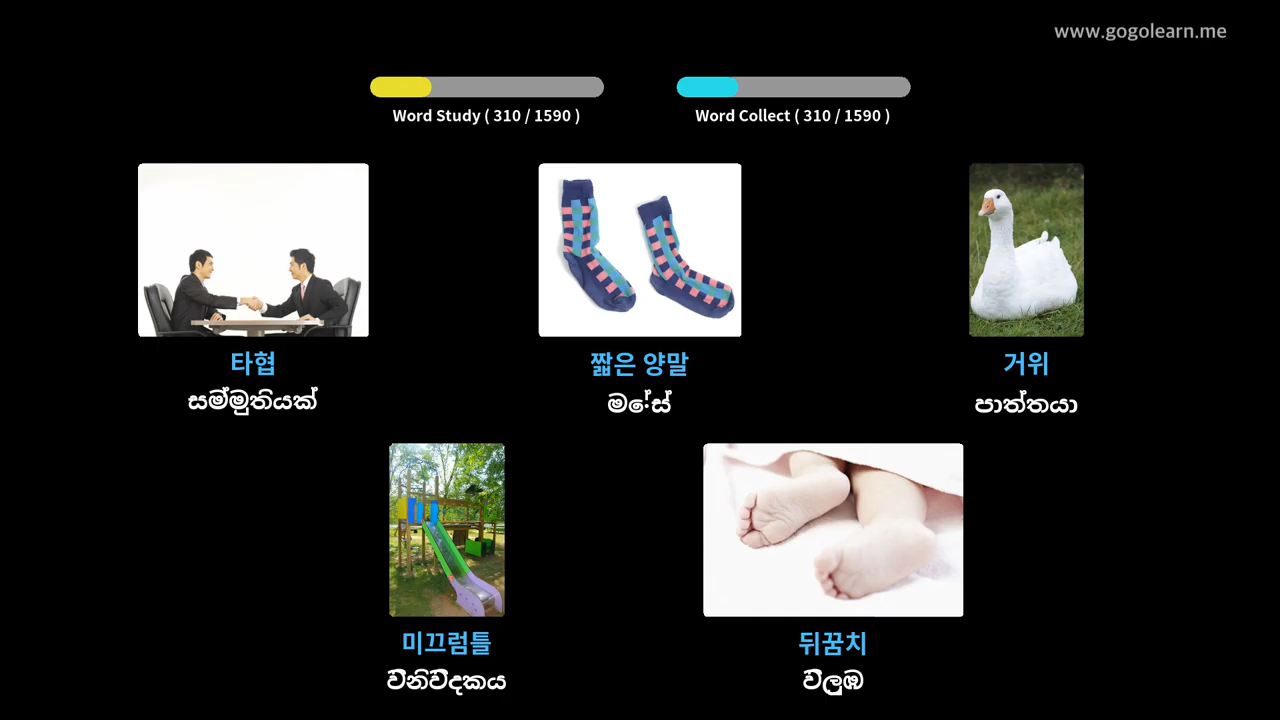 www.gogolearn.me
Word Study ( 310 / 1590 )
Word Collect ( 310 / 1590 )
타협
සම්මුතියක්
짧은 양말
මේස්
거위
පාත්තයා
미끄럼틀
විනිවිදකය
뒤꿈치
විලුඹ